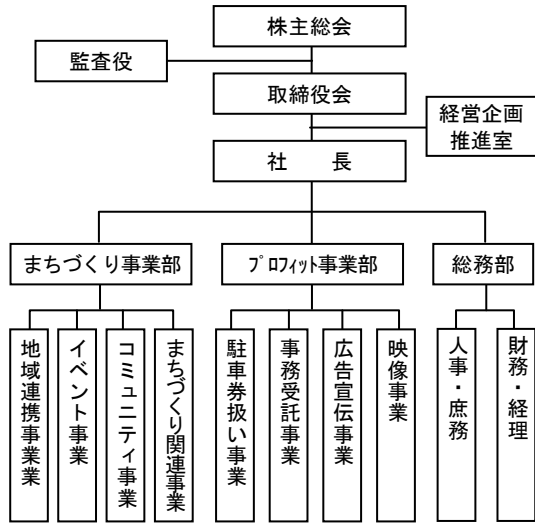 株主総会
監査役
取締役会
経営企画
推進室
社　長
まちづくり事業部
プロフィット事業部
総務部
地域連携事業業
イベント事業
コミュニティ事業
まちづくり関連事業
駐車券扱い事業
事務受託事業
広告宣伝事業
映像事業
人事・庶務
財務・経理